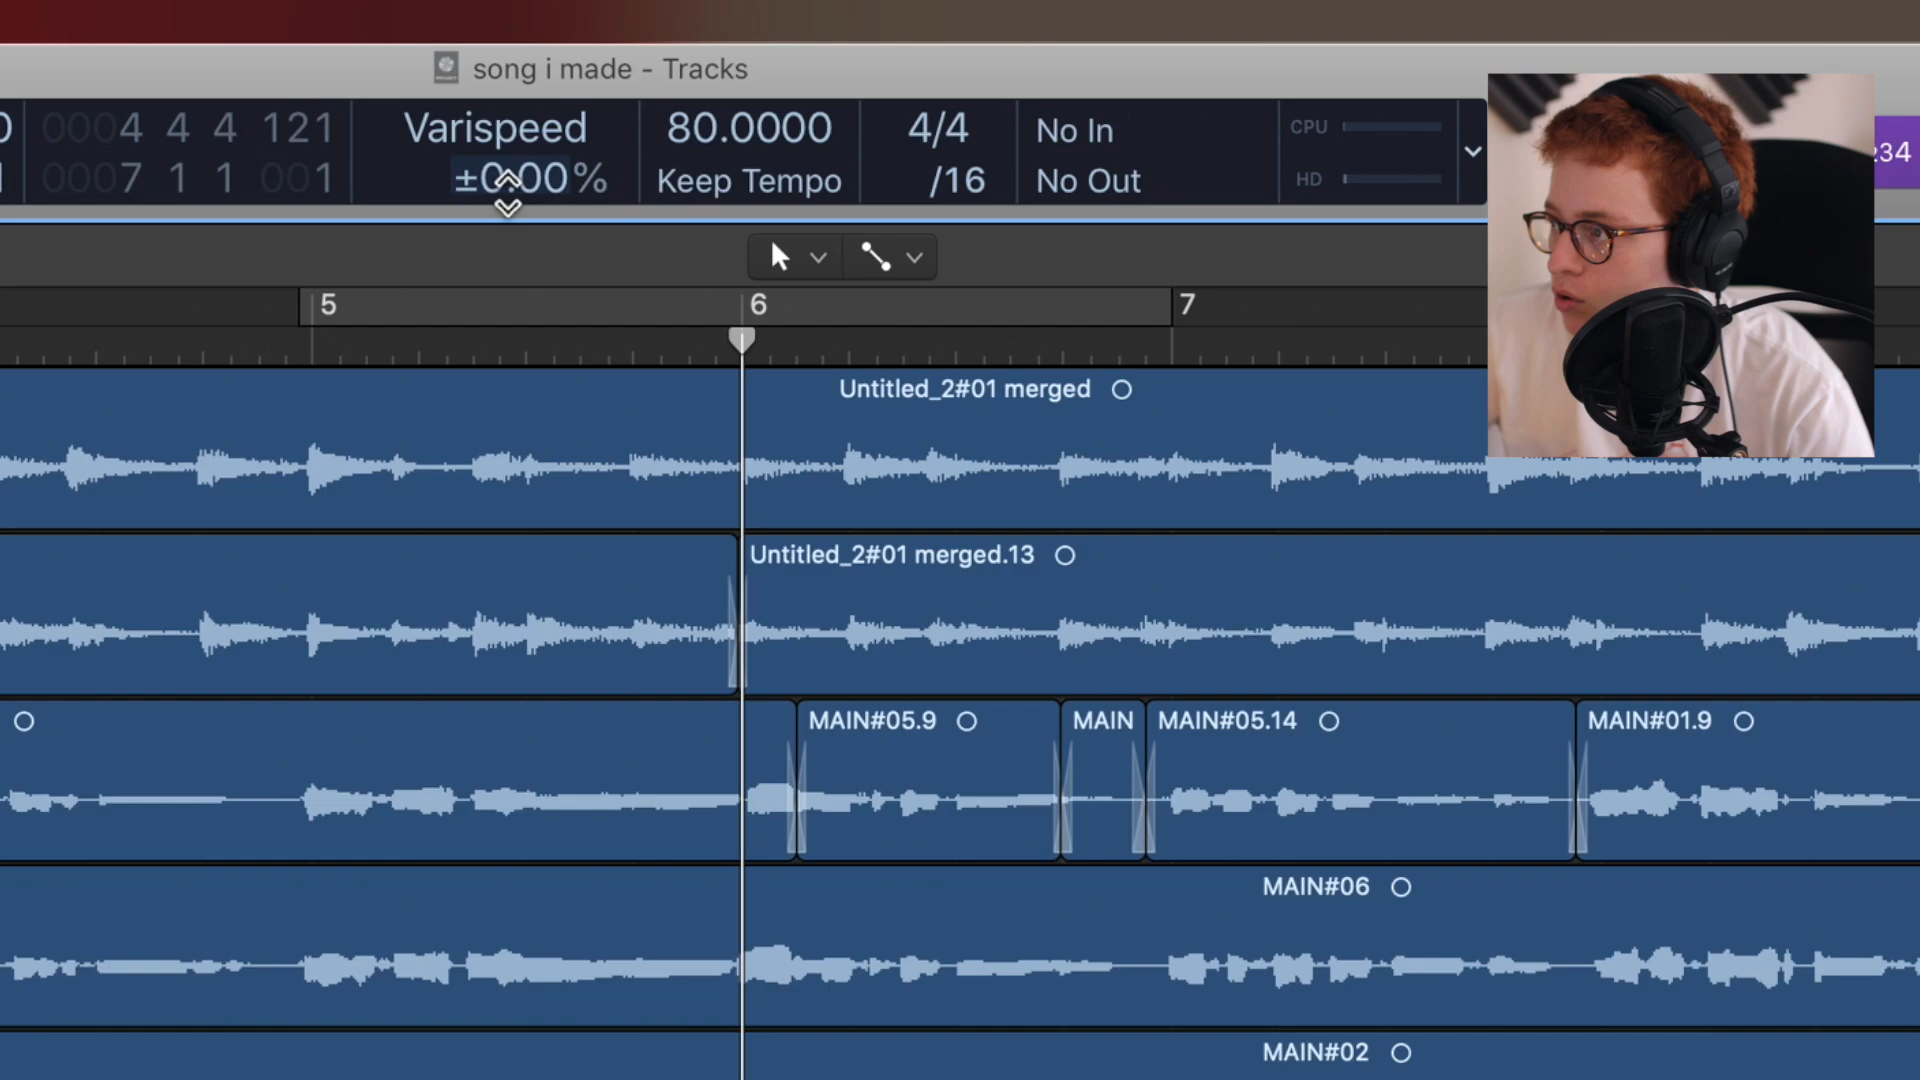 song i made - Tracks
0004 4 4 121
Varispeed
80.0000
4/4
No In
CPU
0007 1 1 001
±0.00%
Keep Tempo
/16
No Out
HD
234
5
6
7
Untitled_2#01 merged
Untitled_2#01 merged.13
MAIN#05.9
MAIN
MAIN#05.14
MAIN#01.9
MAIN#06
MAIN#02